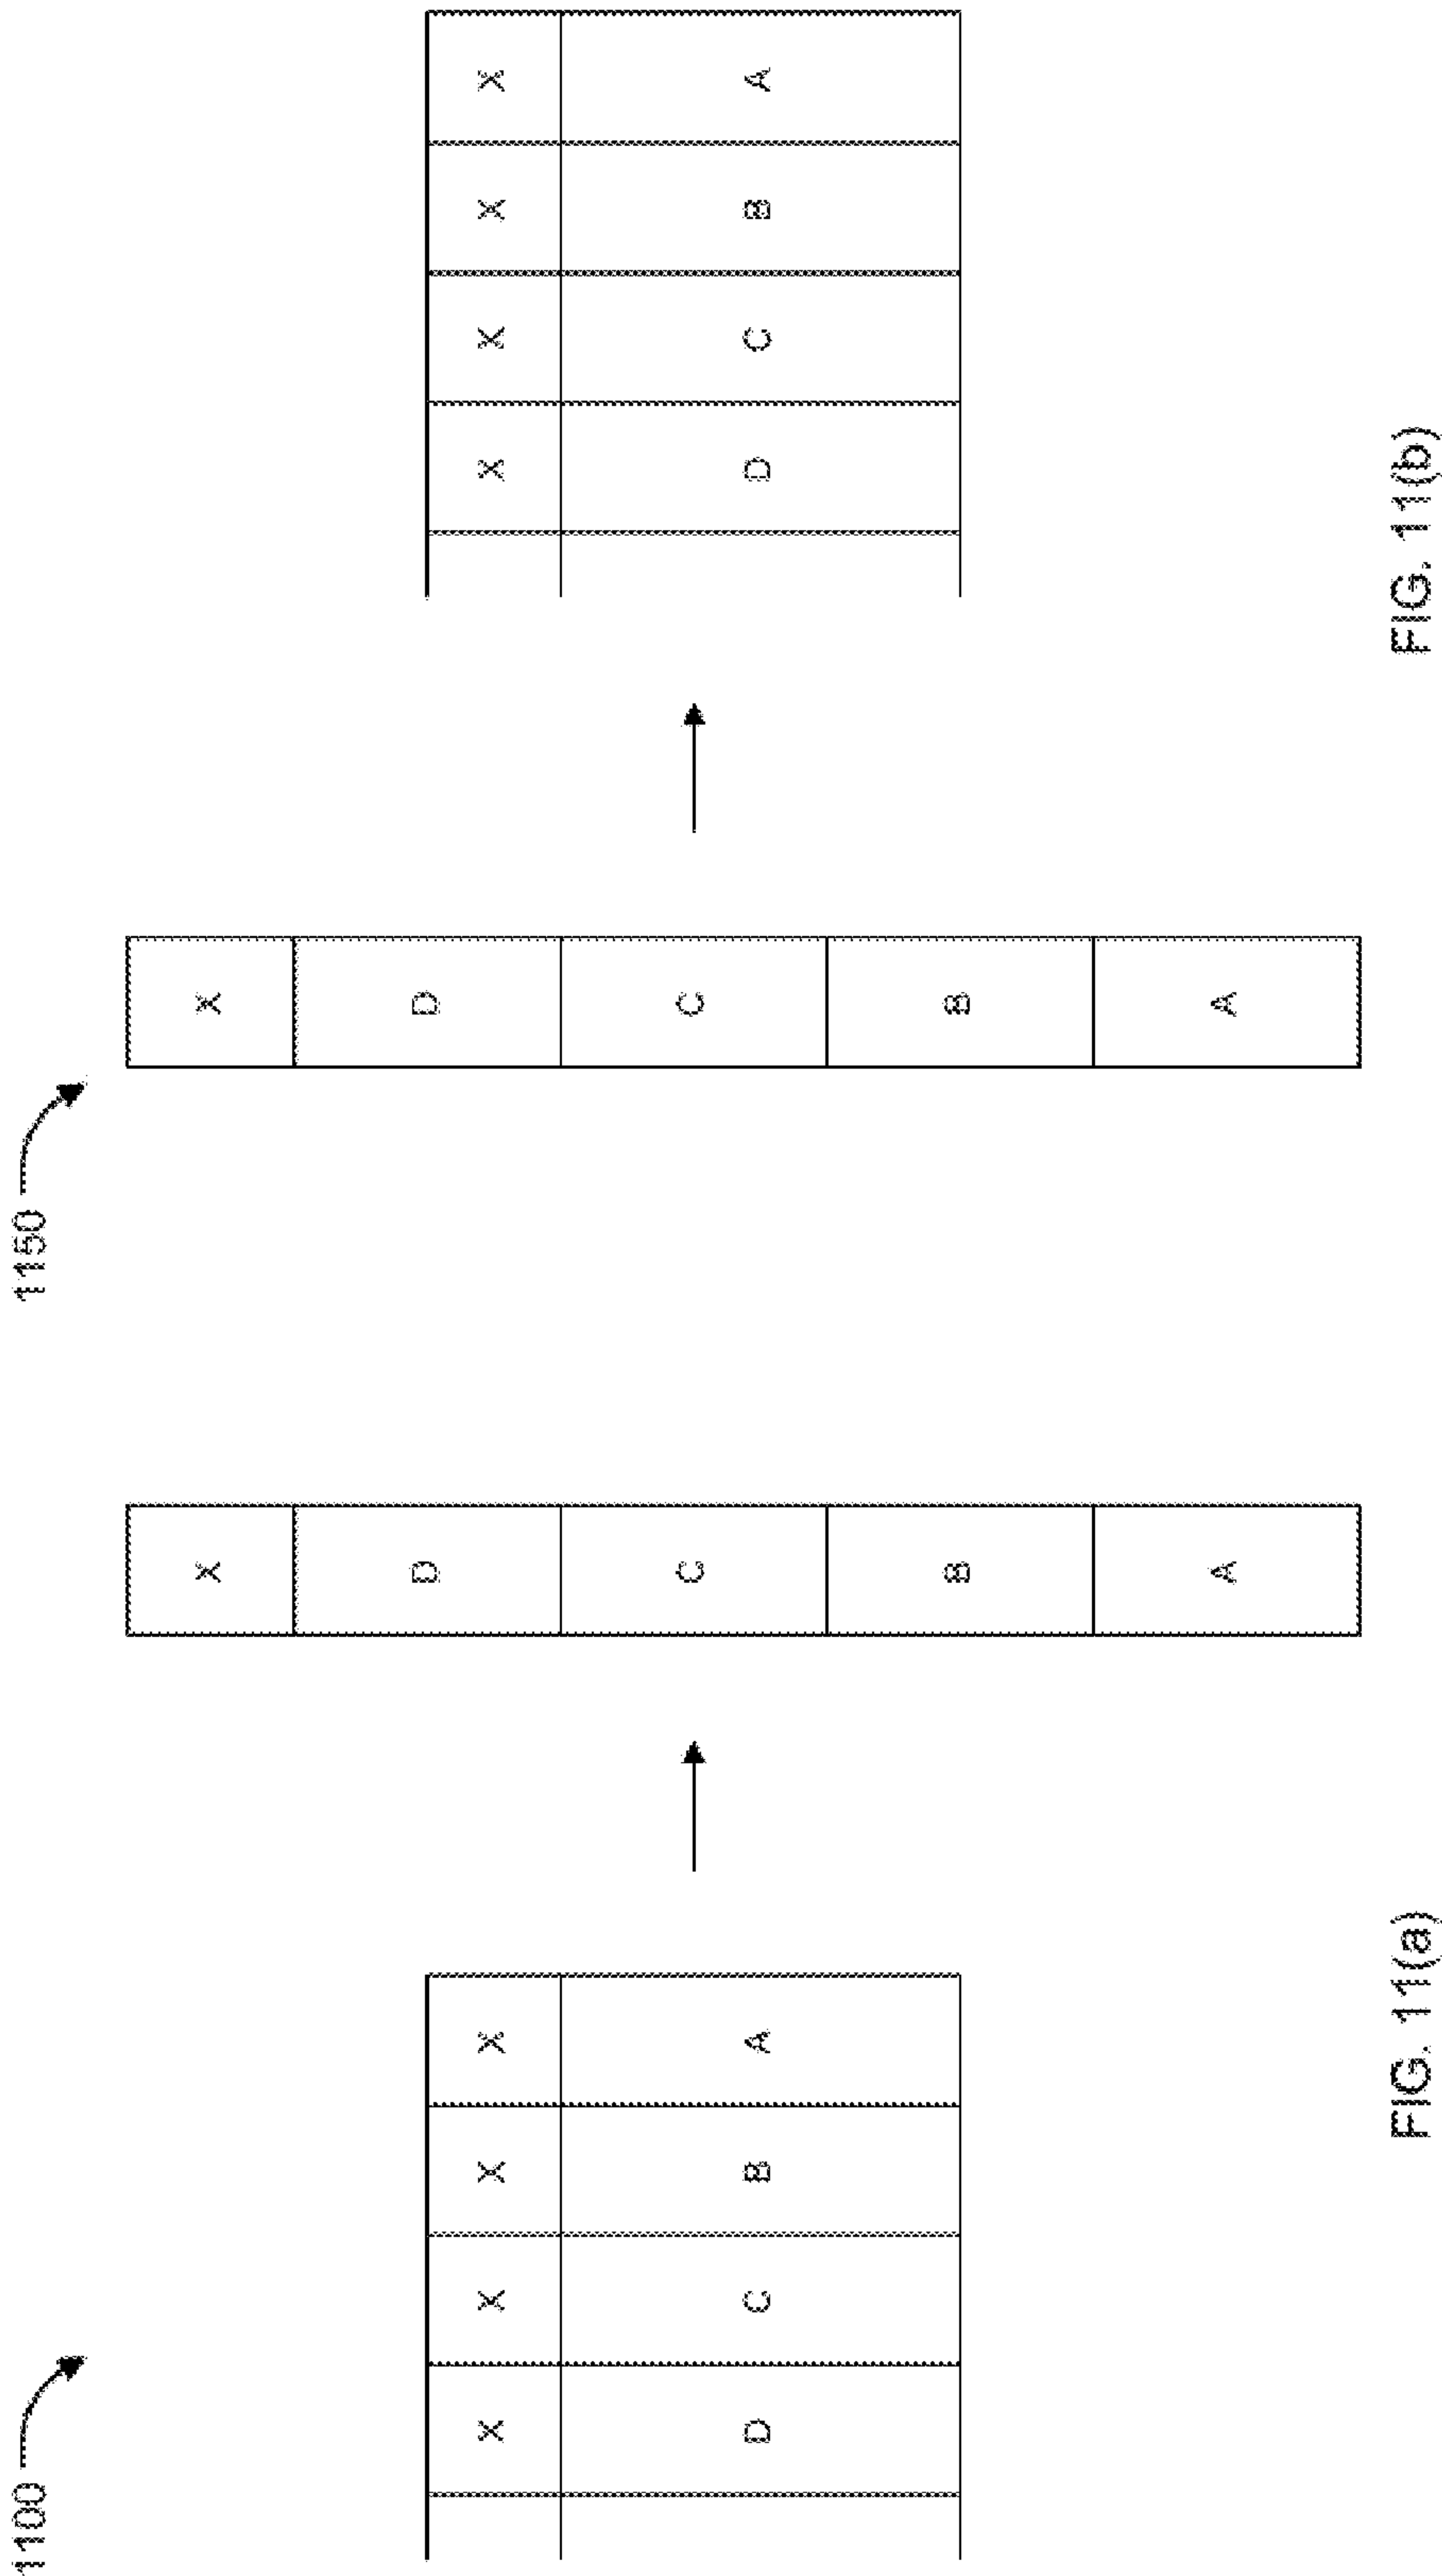 1100
X X X X
D C B A
X
D
C
B
A
FIG. 11(a)
1150
X
D
C
B
A
X X X X
D C B A
FIG. 11(b)